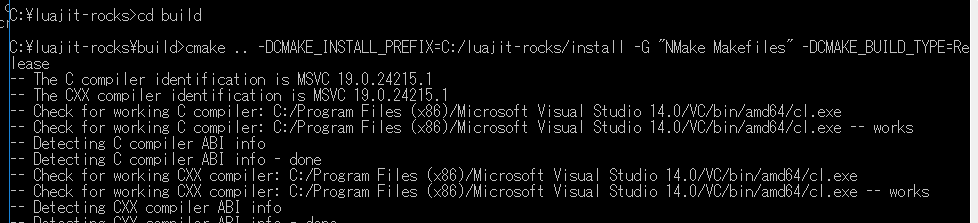 C:¥luajit-rocks>cd build
C:¥luajit-rocks¥build>cmake .. -DCMAKE_INSTALL_PREFIX=C:/luajit-rocks/install -G "NMake Makefiles" -DCMAKE_BUILD_TYPE=Re
lease
-- The C compiler identification is MSVC 19.0.24215.1
-- The CXX compiler identification is MSVC 19.0.24215.1
-- Check for working C compiler: C:/Program Files (x86)/Microsoft Visual Studio 14.0/VC/bin/amd64/cl.exe
-- Check for working C compiler: C:/Program Files (x86)/Microsoft Visual Studio 14.0/VC/bin/amd64/cl.exe -- works
-- Detecting C compiler ABI info
-- Detecting C compiler ABI info - done
-- Check for working CXX compiler: C:/Program Files (x86)/Microsoft Visual Studio 14.0/VC/bin/amd64/cl.exe
-- Check for working CXX compiler: C:/Program Files (x86)/Microsoft Visual Studio 14.0/VC/bin/amd64/cl.exe -- works
-- Detecting CXX compiler ABI info
-- Detecting CXX compiler ABI info - done